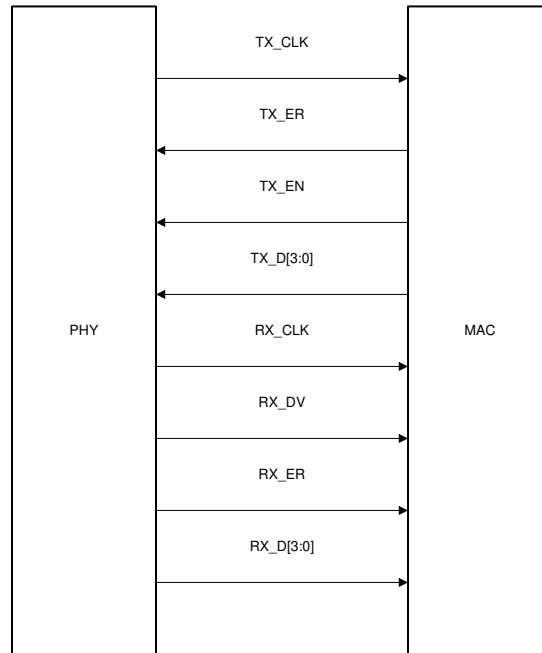 TX_CLK
TX_ER
TX_EN
TX_D[3:0]
PHY
RX_CLK
MAC
RX_DV
RX_ER
RX_D[3:0]